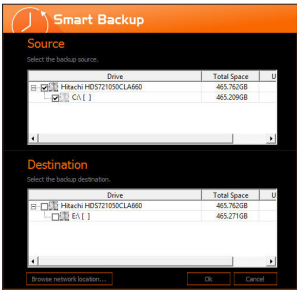 Smart Backup
Source
Select the backup source.
Drive Total Space U
Hitachi HDS721050CLA660 465.762GB
C:\ [ ] 465.209GB
Destination
Select the backup destination.
Drive Total Space U
Hitachi HDS721050CLA660 465.762GB
E:\ [ ] 465.271GB
Browse network location... Ok Cancel